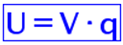 U = V · q